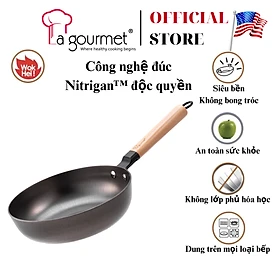 La gourmet®
Where healthy cooking begins
OFFICIAL
STORE
Wok
Hei!
Công nghệ đúc
Nitrigan™ độc quyền
Siêu bền
Không bong tróc
An toàn sức khỏe
Không lớp phủ hóa học
Dung trên mọi loại bếp